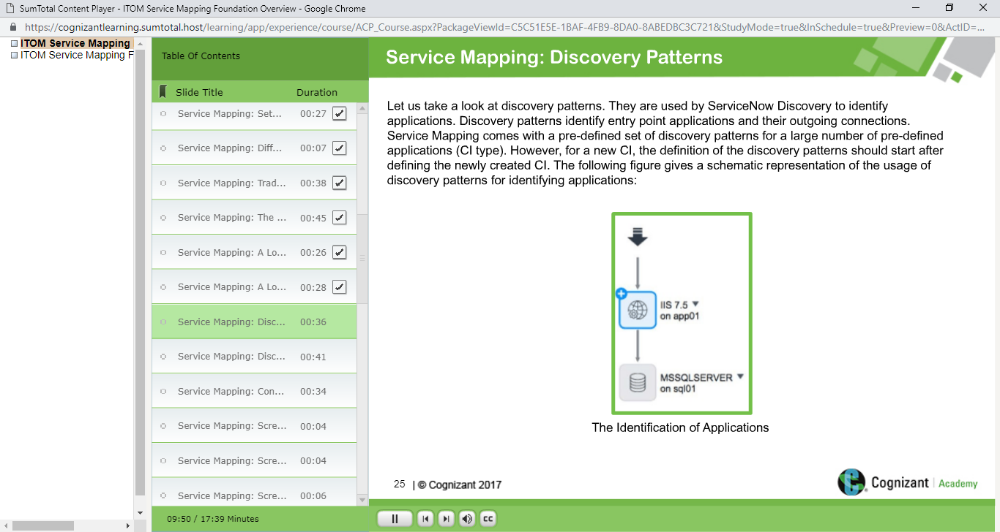 SumTotal Content Player - ITOM Service Mapping Foundation Overview - Google Chrome
https://cognizantlearning.sumtotal.host/learning/app/experience/course/ACP_Course.aspx?PackageViewId=C5C51E5E-1BAF-4FB9-8DA0-8ABEDBC3C721&StudyMode=true&InSchedule=true&Preview=0&ActID=...
ITOM Service Mapping
ITOM Service Mapping F
Table Of Contents
Slide Title Duration
Service Mapping: Set... 00:27
Service Mapping: Diff... 00:07
Service Mapping: Trad... 00:38
Service Mapping: The ... 00:45
Service Mapping: A Lo... 00:26
Service Mapping: A Lo... 00:28
Service Mapping: Disc... 00:36
Service Mapping: Disc... 00:41
Service Mapping: Con... 00:34
Service Mapping: Scre... 00:04
Service Mapping: Scre... 00:04
Service Mapping: Scre... 00:06
09:50 / 17:39 Minutes
Service Mapping: Discovery Patterns
Let us take a look at discovery patterns. They are used by ServiceNow Discovery to identify
applications. Discovery patterns identify entry point applications and their outgoing connections.
Service Mapping comes with a pre-defined set of discovery patterns for a large number of pre-defined
applications (CI type). However, for a new CI, the definition of the discovery patterns should start after
defining the newly created CI. The following figure gives a schematic representation of the usage of
discovery patterns for identifying applications:
IIS 7.5
on app01
MSSQLSERVER
on sql01
The Identification of Applications
25 | © Cognizant 2017
Cognizant | Academy
CC